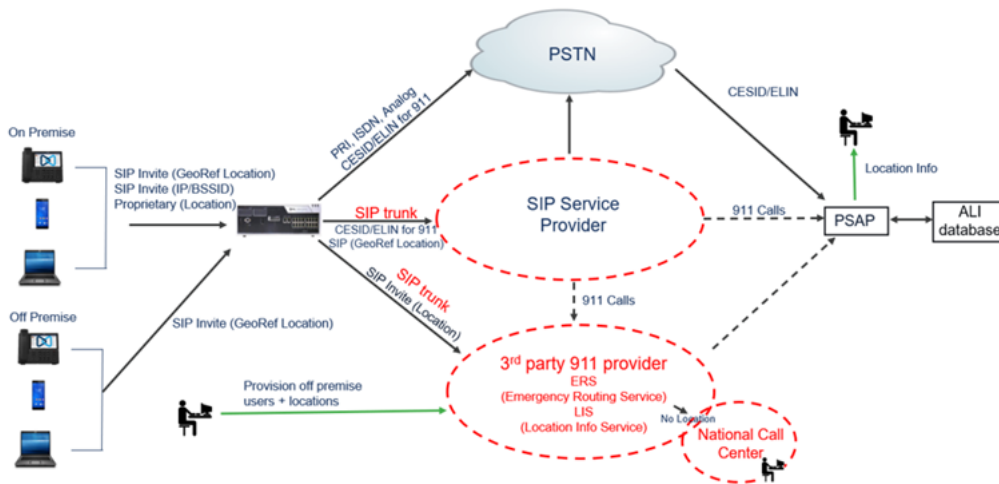 PSTN
PRI, ISDN, Analog
CESID/ELIN for 911
CESID/ELIN
On Premise
SIP Invite (GeoRef Location)
SIP Invite (IP/BSSID)
Proprietary (Location)
Location Info
SIP trunk
CESID/ELIN for 911
SIP (GeoRef Location)
SIP Service
Provider
911 Calls
PSAP
ALI
database
SIP trunk
SIP Invite (Location)
911 Calls
Off Premise
SIP Invite (GeoRef Location)
3rd party 911 provider
ERS
(Emergency Routing Service)
LIS
(Location Info Service)
Provision off premise
users + locations
No Location
National Call
Center